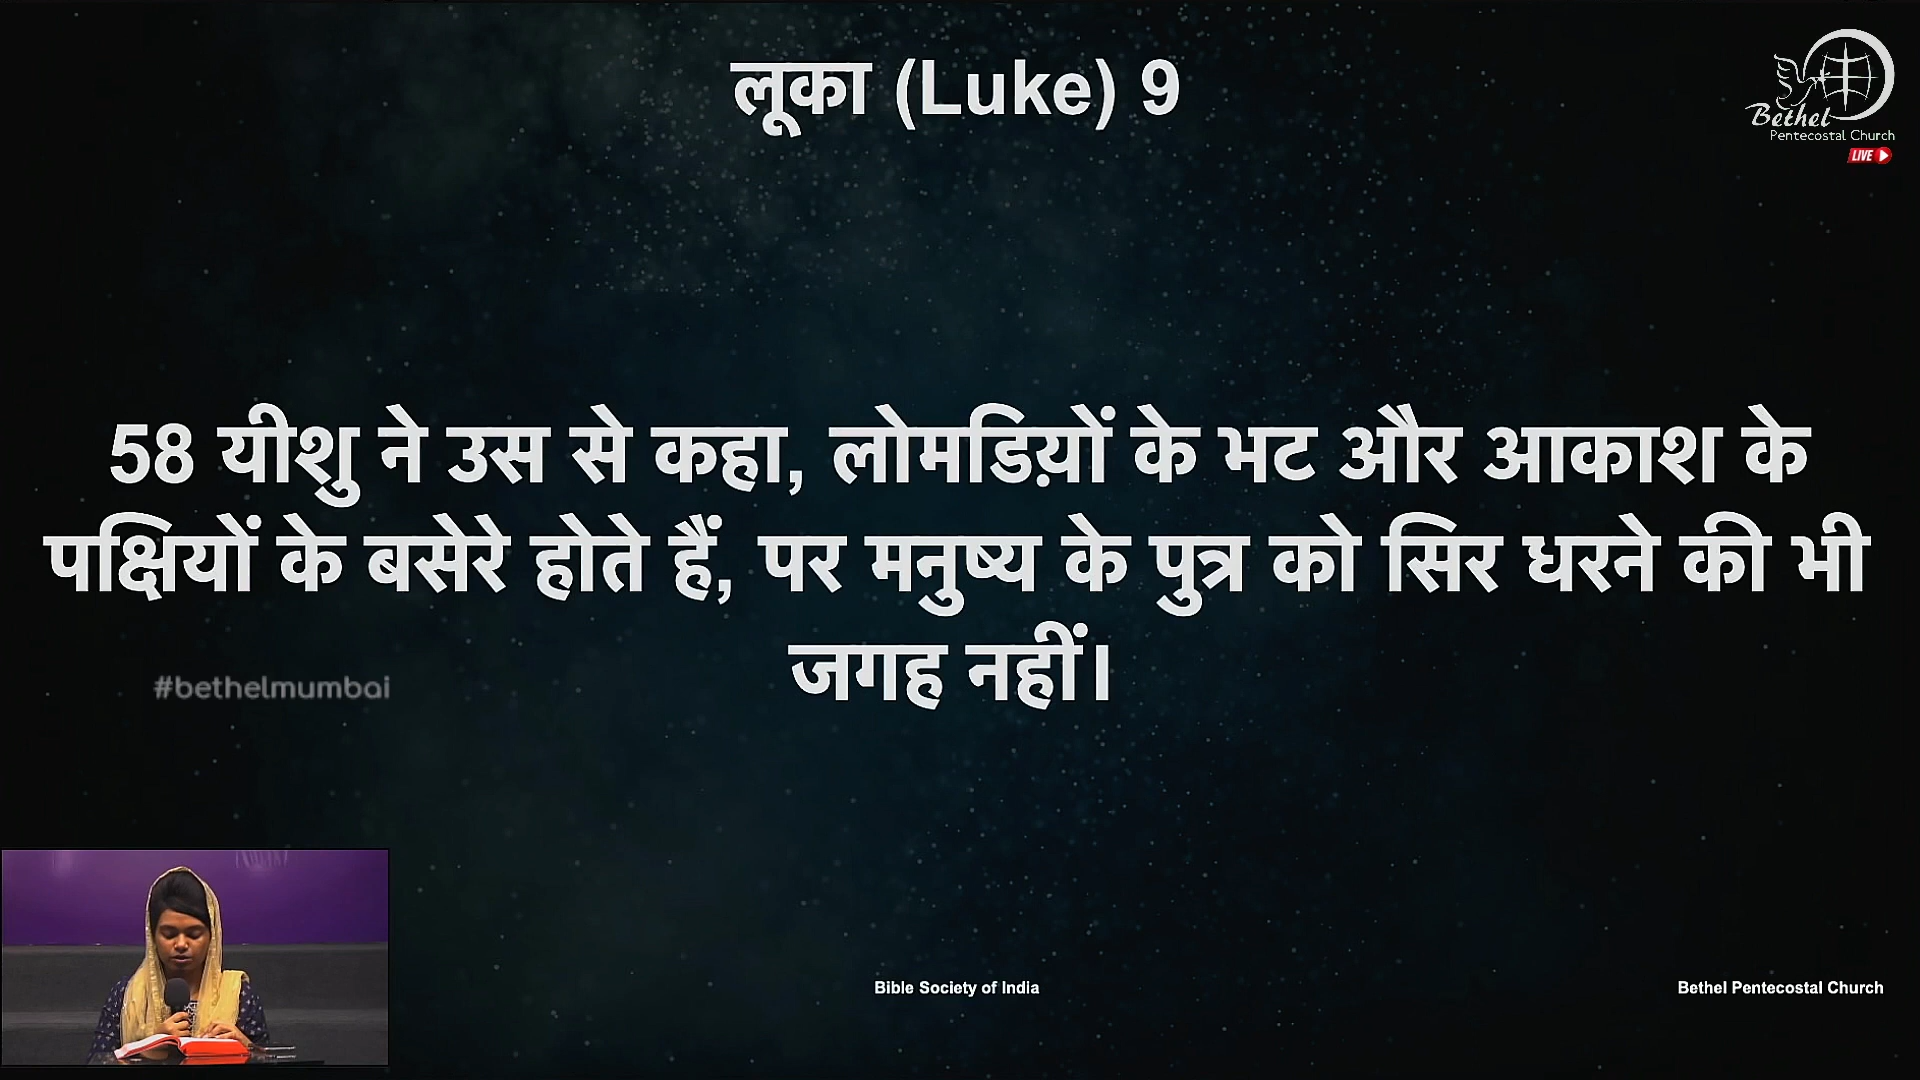 लूका (Luke) 9
Bethel
Pentecostal Church
LIVE
58 यीशु ने उस से कहा, लोमडिय़ों के भट और आकाश के
पक्षियों के बसेरे होते हैं, पर मनुष्य के पुत्र को सिर धरने की भी
जगह नहीं।
#bethelmumbai
Bible Society of India
Bethel Pentecostal Church